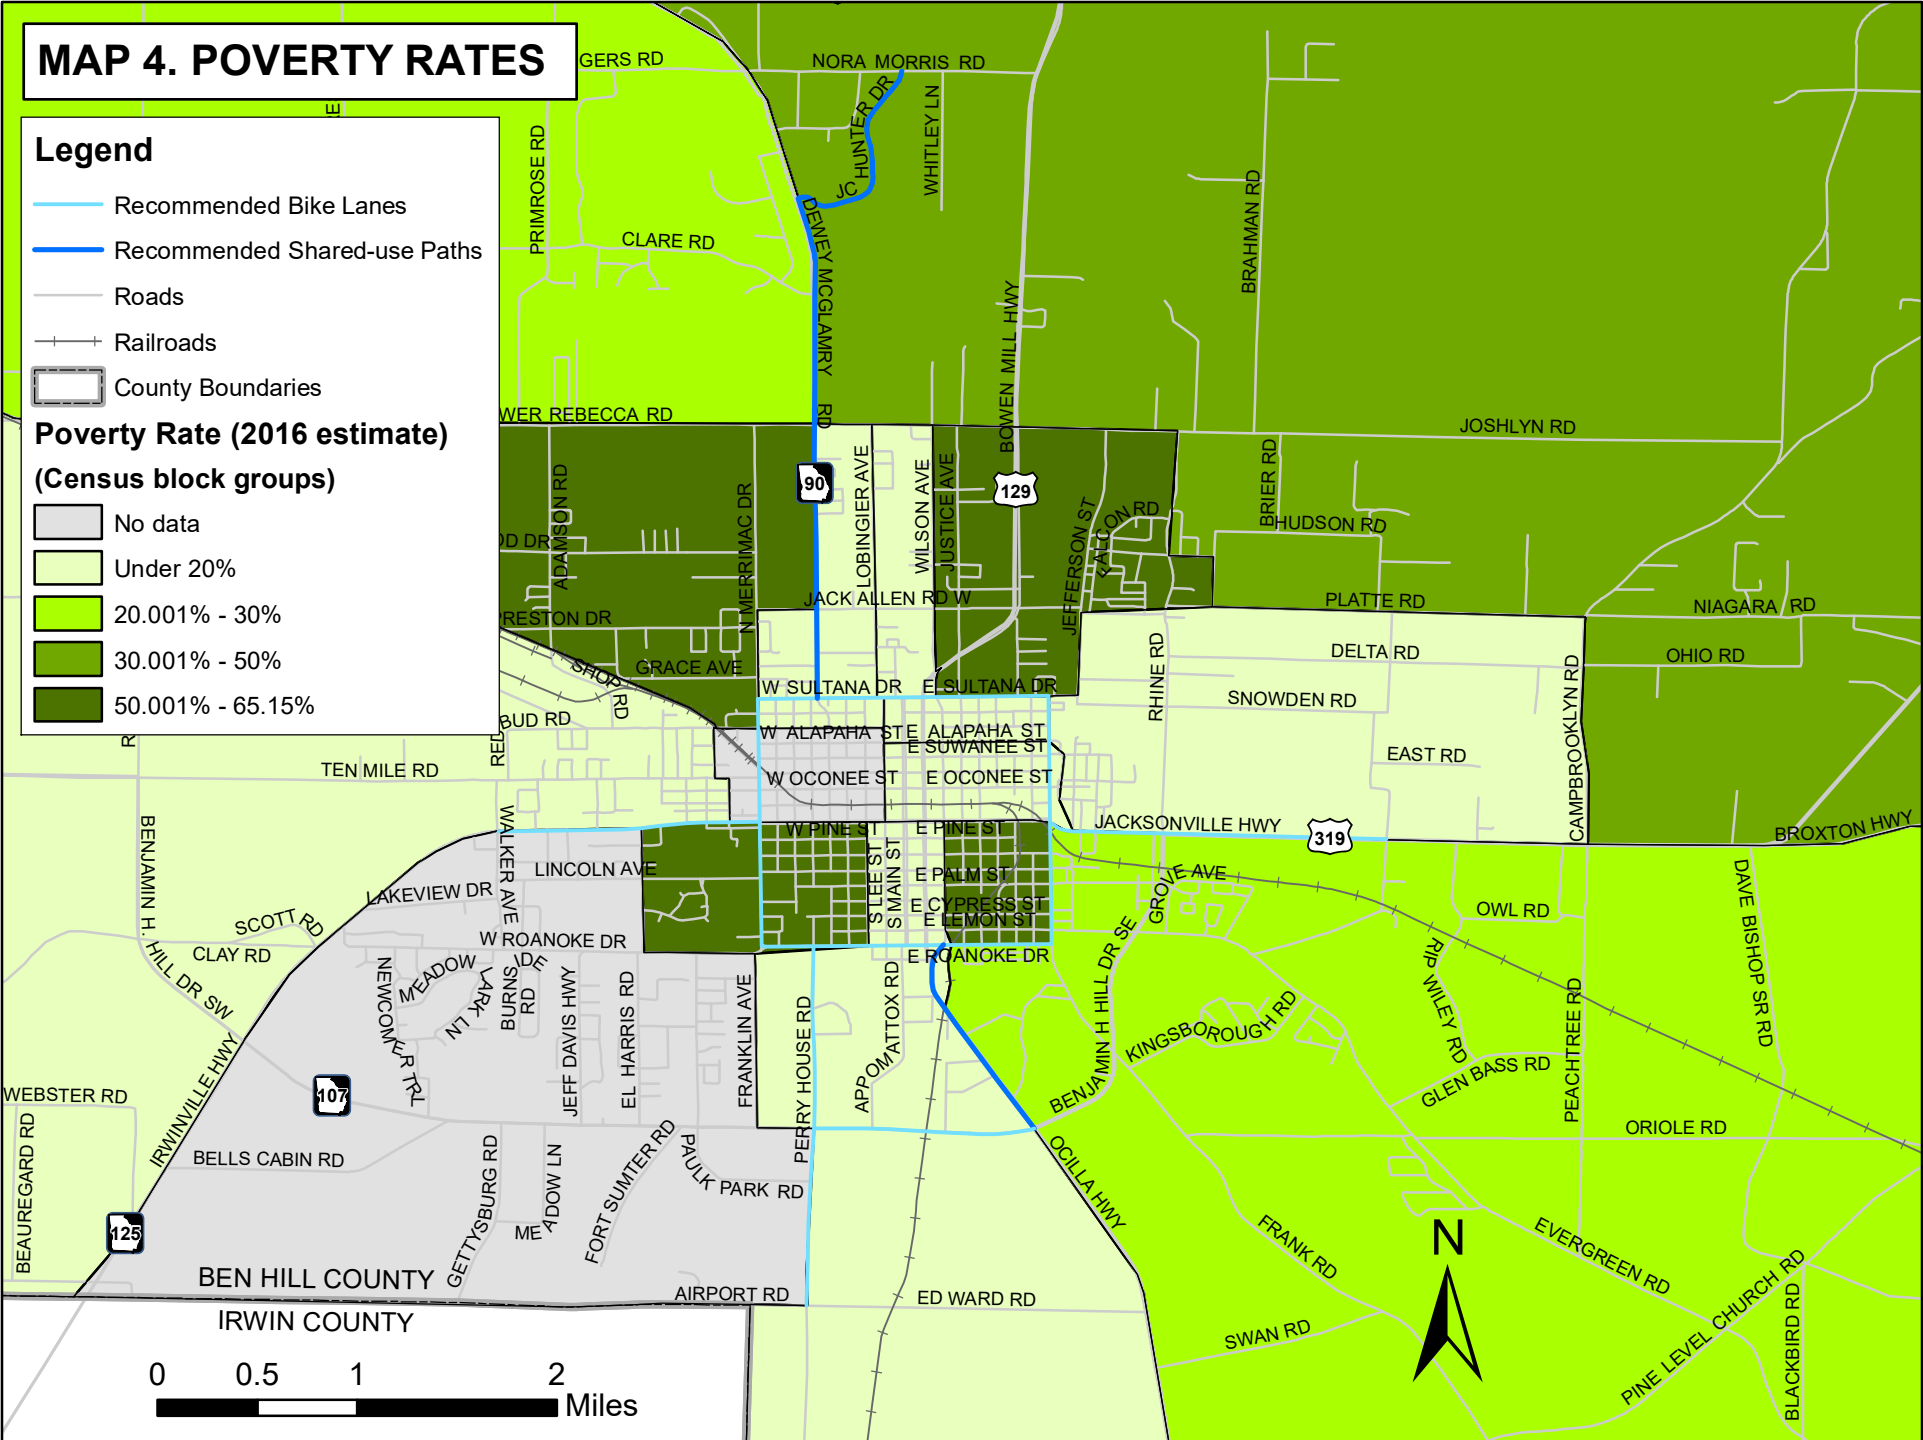 MAP 4. POVERTY RATES
Legend
Recommended Bike Lanes
Recommended Shared-use Paths
Roads
Railroads
County Boundaries
Poverty Rate (2016 estimate)
(Census block groups)
No data
Under 20%
20.001% - 30%
30.001% - 50%
50.001% - 65.15%
GERS RD
NORA MORRIS RD
JC HUNTER DR
WHITLEY LN
PRIMROSE RD
CLARE RD
DEWEY MCGLAMRY RD
BOWEN MILL HWY
BRAHMAN RD
WER REBECCA RD
JOSHLYN RD
90
129
ADAMSON RD
N MERRIMAC DR
LOBINGIER AVE
WILSON AVE
JUSTICE AVE
JEFFERSON ST
FALCON RD
BRIER RD
HUDSON RD
OD DR
JACK ALLEN RD W
PRESTON DR
PLATTE RD
NIAGARA RD
GRACE AVE
SHOP RD
RHINE RD
DELTA RD
OHIO RD
W SULTANA DR
E SULTANA DR
SNOWDEN RD
CAMPBROOKLYN RD
REDBUD RD
RED
W ALAPAHA ST
E ALAPAHA ST
E SUWANEE ST
EAST RD
TEN MILE RD
W OCONEE ST
E OCONEE ST
BENJAMIN H. HILL DR SW
WALKER AVE
W PINE ST
E PINE ST
JACKSONVILLE HWY
319
BROXTON HWY
LINCOLN AVE
LAKEVIEW DR
S LEE ST
S MAIN ST
E PALM ST
GROVE AVE
E CYPRESS ST
E LEMON ST
OWL RD
DAVE BISHOP SR RD
SCOTT RD
CLAY RD
W ROANOKE DR
E ROANOKE DR
NEWCOMER TRL
MEADOW LARK LN
BURNSIDE RD
JEFF DAVIS HWY
EL HARRIS RD
FRANKLIN AVE
PERRY HOUSE RD
APPOMATTOX RD
BENJAMIN H HILL DR SE
KINGSBOROUGH RD
RIP WILEY RD
GLEN BASS RD
PEACHTREE RD
WEBSTER RD
107
IRWINVILLE HWY
BEAUREGARD RD
BELLS CABIN RD
GETTYSBURG RD
MEADOW LN
FORT SUMTER RD
PAULK PARK RD
OCILLA HWY
ORIOLE RD
125
FRANK RD
EVERGREEN RD
N
BEN HILL COUNTY
AIRPORT RD
ED WARD RD
IRWIN COUNTY
SWAN RD
PINE LEVEL CHURCH RD
BLACKBIRD RD
0 0.5 1 2
Miles